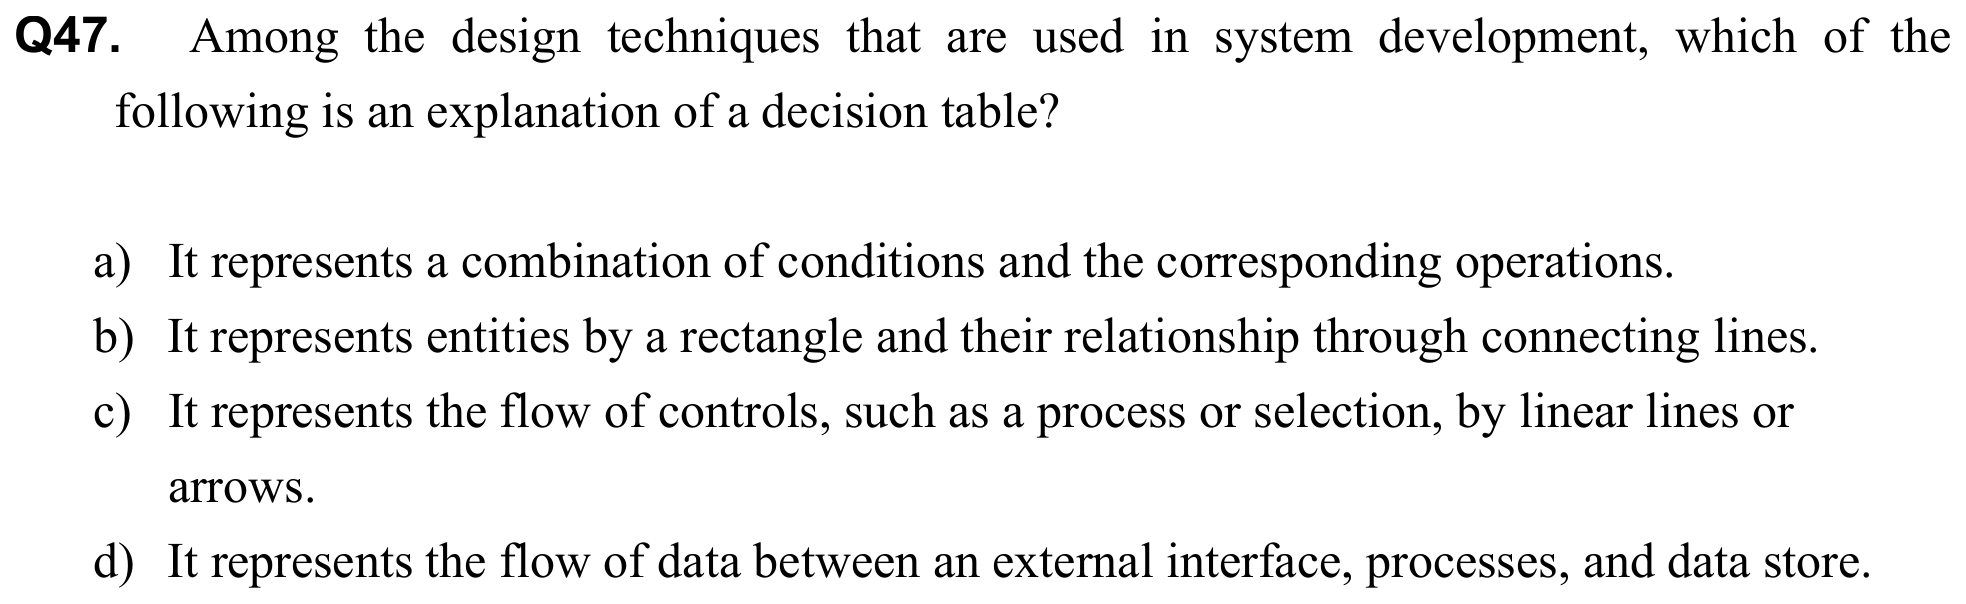 Q47. Among the design techniques that are used in system development, which of the
following is an explanation of a decision table?
a) It represents a combination of conditions and the corresponding operations.
b) It represents entities by a rectangle and their relationship through connecting lines.
c) It represents the flow of controls, such as a process or selection, by linear lines or
arrows.
d) It represents the flow of data between an external interface, processes, and data store.